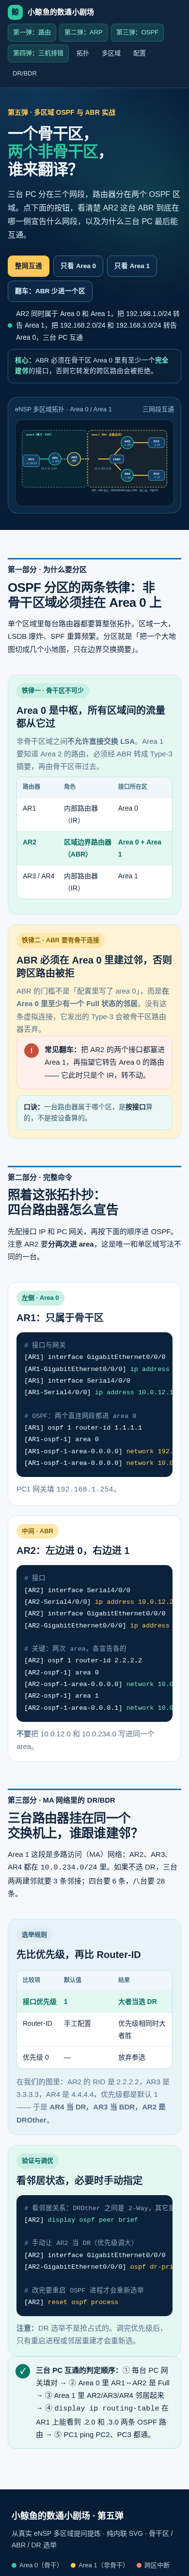 鲸 小鲸鱼的数通小剧场
第一弹：路由 第二弹：ARP 第三弹：OSPF
第四弹：三机排错 拓扑 多区域 配置
DR/BDR
第五弹 · 多区域 OSPF 与 ABR 实战
一个骨干区，
两个非骨干区，
谁来翻译？
三台 PC 分在三个网段，路由器分在两个 OSPF 区域。点下面的按钮，看清楚 AR2 这台 ABR 到底在哪一侧宣告什么网段，以及为什么三台 PC 最后能互通。
整网互通 只看 Area 0 只看 Area 1
翻车：ABR 少进一个区
AR2 同时属于 Area 0 和 Area 1，把 192.168.1.0/24 转告 Area 1，把 192.168.2.0/24 和 192.168.3.0/24 转告 Area 0，三台 PC 互通
核心：ABR 必须在骨干区 Area 0 里有至少一个完全建邻的接口，否则它转发的跨区路由会被拒绝。
eNSP 多区域拓扑 · Area 0 / Area 1 三网段互通
第一部分 · 为什么要分区
OSPF 分区的两条铁律：非
骨干区域必须挂在 Area 0 上
单个区域里每台路由器都要算整张拓扑。区域一大，LSDB 爆炸、SPF 重算频繁。分区就是「把一个大地图切成几个小地图，只在边界交换摘要」。
铁律一 · 骨干区不可少
Area 0 是中枢，所有区域间的流量都从它过
非骨干区域之间不允许直接交换 LSA。Area 1 要知道 Area 2 的路由，必须经 ABR 转成 Type-3 摘要，再由骨干区带过去。
路由器 角色 接口所在区
AR1 内部路由器（IR） Area 0
AR2 区域边界路由器（ABR） Area 0 + Area 1
AR3 / AR4 内部路由器（IR） Area 1
铁律二 · ABR 要有骨干连接
ABR 必须在 Area 0 里建过邻，否则跨区路由被拒
ABR 的门槛不是「配置里写了 area 0」，而是在 Area 0 里至少有一个 Full 状态的邻居。没有这条虚拟连接，它发出的 Type-3 会被骨干区路由器丢弃。
! 常见翻车：把 AR2 的两个接口都塞进 Area 1，再指望它转告 Area 0 的路由 —— 它此时只是个 IR，转不动。
口诀：一台路由器属于哪个区，是按接口算的，不是按设备算的。
第二部分 · 完整命令
照着这张拓扑抄：
四台路由器怎么宣告
先配接口 IP 和 PC 网关，再按下面的顺序进 OSPF。注意 AR2 要分两次进 area，这是唯一和单区域写法不同的一台。
左侧 · Area 0
AR1：只属于骨干区
# 接口与网关
[AR1] interface GigabitEthernet0/0/0
[AR1-GigabitEthernet0/0/0] ip address
[AR1] interface Serial4/0/0
[AR1-Serial4/0/0] ip address 10.0.12.1
# OSPF：两个直连网段都进 area 0
[AR1] ospf 1 router-id 1.1.1.1
[AR1-ospf-1] area 0
[AR1-ospf-1-area-0.0.0.0] network 192.
[AR1-ospf-1-area-0.0.0.0] network 10.0
PC1 网关填 192.168.1.254。
中间 · ABR
AR2：左边进 0，右边进 1
# 接口
[AR2] interface Serial4/0/0
[AR2-Serial4/0/0] ip address 10.0.12.2
[AR2] interface GigabitEthernet0/0/0
[AR2-GigabitEthernet0/0/0] ip address
# 关键：两次 area，各宣告各的
[AR2] ospf 1 router-id 2.2.2.2
[AR2-ospf-1] area 0
[AR2-ospf-1-area-0.0.0.0] network 10.0
[AR2-ospf-1] area 1
[AR2-ospf-1-area-0.0.0.1] network 10.0
不要把 10.0.12.0 和 10.0.234.0 写进同一个 area。
第三部分 · MA 网络里的 DR/BDR
三台路由器挂在同一个
交换机上，谁跟谁建邻？
Area 1 这段是多路访问（MA）网络：AR2、AR3、AR4 都在 10.0.234.0/24 里。如果不选 DR，三台两两建邻就要 3 条邻接；四台要 6 条，八台要 28 条。
选举规则
先比优先级，再比 Router-ID
比较项 默认值 结果
接口优先级 1 大者当选 DR
Router-ID 手工配置 优先级相同时大者胜
优先级 0 — 放弃参选
在我们的图里：AR2 的 RID 是 2.2.2.2，AR3 是 3.3.3.3，AR4 是 4.4.4.4，优先级都是默认 1 —— 于是 AR4 当 DR，AR3 当 BDR，AR2 是 DROther。
验证与调优
看邻居状态，必要时手动指定
# 看邻居关系：DROther 之间是 2-Way，其它是
[AR2] display ospf peer brief
# 手动让 AR2 当 DR（优先级调大）
[AR2] interface GigabitEthernet0/0/0
[AR2-GigabitEthernet0/0/0] ospf dr-pri
# 改完要重启 OSPF 进程才会重新选举
[AR2] reset ospf process
注意：DR 选举不是抢占式的。调完优先级后，只有重启进程或邻居重建才会重新选。
✓ 三台 PC 互通的判定顺序：① 每台 PC 网关填对 → ② Area 0 里 AR1↔AR2 是 Full → ③ Area 1 里 AR2/AR3/AR4 邻居起来 → ④ display ip routing-table 在 AR1 上能看到 .2.0 和 .3.0 两条 OSPF 路由 → ⑤ PC1 ping PC2、PC3 都通。
小鲸鱼的数通小剧场 · 第五弹
从真实 eNSP 多区域提问提炼 · 纯内联 SVG · 骨干区 / ABR / DR 选举
Area 0（骨干） Area 1（非骨干） 跨区中断